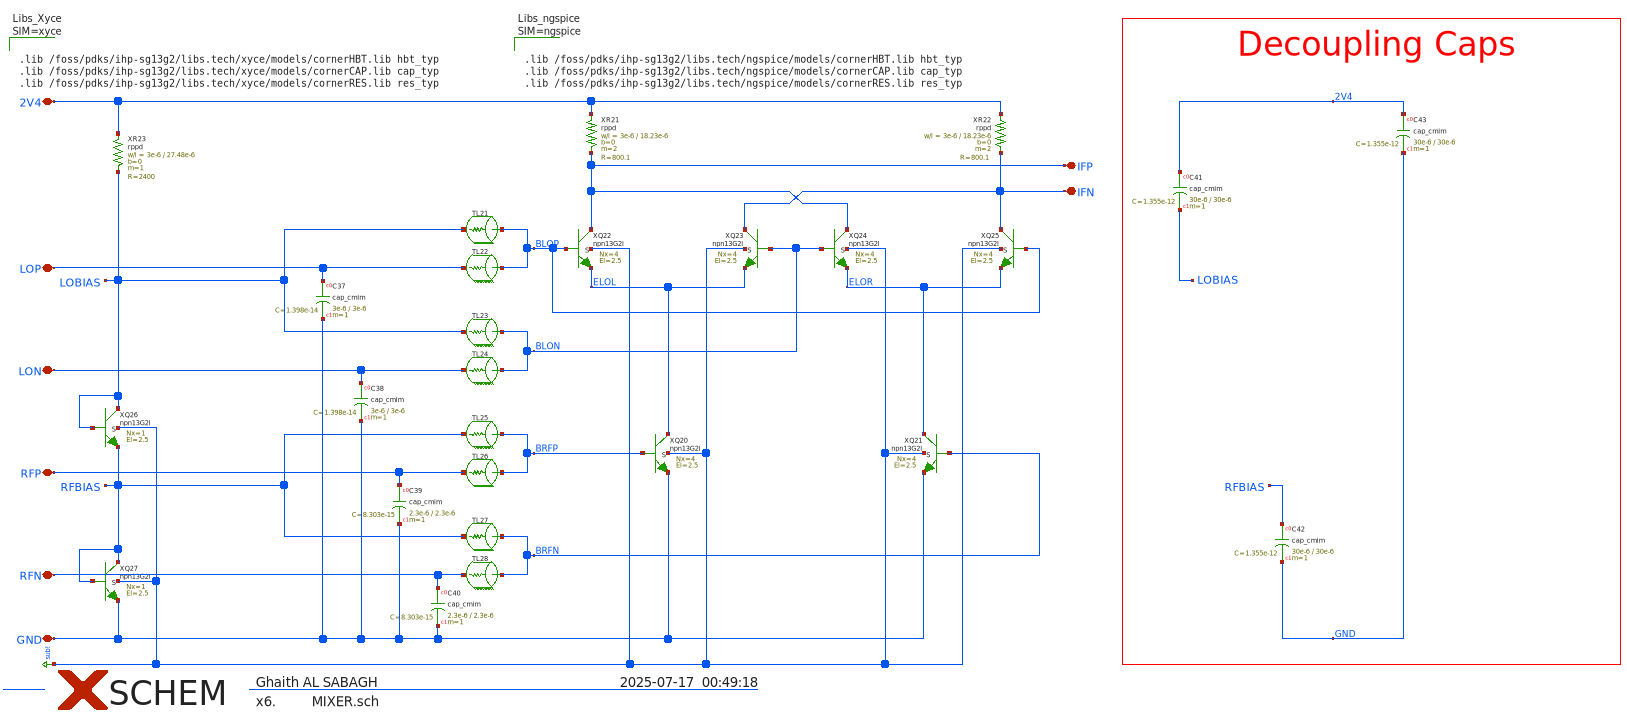 Libs_Xyce
SIM=xyce
.lib /foss/pdks/ihp-sg13g2/libs.tech/xyce/models/cornerHBT.lib hbt_typ
.lib /foss/pdks/ihp-sg13g2/libs.tech/xyce/models/cornerCAP.lib cap_typ
.lib /foss/pdks/ihp-sg13g2/libs.tech/xyce/models/cornerRES.lib res_typ
Libs_ngspice
SIM=ngspice
.lib /foss/pdks/ihp-sg13g2/libs.tech/ngspice/models/cornerHBT.lib hbt_typ
.lib /foss/pdks/ihp-sg13g2/libs.tech/ngspice/models/cornerCAP.lib cap_typ
.lib /foss/pdks/ihp-sg13g2/libs.tech/ngspice/models/cornerRES.lib res_typ
2V4
XR23
rppd
w/l = 3e-6 / 27.48e-6
b=0
m=1
R=2400
XR21
rppd
w/l = 3e-6 / 18.23e-6
b=0
m=2
R=800.1
XR22
rppd
w/l = 3e-6 / 18.23e-6
b=0
m=2
R=800.1
IFP
IFN
TL21
BLOP
TL22
XQ22
npn13G2l
S
Nx=4
El=2.5
XQ23
npn13G2l
S
Nx=4
El=2.5
XQ24
npn13G2l
S
Nx=4
El=2.5
XQ25
npn13G2l
S
Nx=4
El=2.5
LOP
LOBIAS
ELOL
ELOR
c0 C37
cap_cmim
3e-6 / 3e-6
C=1.398e-14
c1 m=1
TL23
BLON
TL24
LON
c0 C38
cap_cmim
3e-6 / 3e-6
C=1.398e-14
c1 m=1
XQ26
npn13G2l
S
Nx=1
El=2.5
TL25
BRFP
TL26
XQ20
npn13G2l
S
Nx=4
El=2.5
XQ21
npn13G2l
S
Nx=4
El=2.5
RFP
RFBIAS
c0 C39
cap_cmim
2.3e-6 / 2.3e-6
C=8.303e-15
c1 m=1
TL27
BRFN
TL28
XQ27
npn13G2l
S
Nx=1
El=2.5
RFN
c0 C40
cap_cmim
2.3e-6 / 2.3e-6
C=8.303e-15
c1 m=1
GND
sub!
Decoupling Caps
2V4
c0 C43
cap_cmim
30e-6 / 30e-6
C=1.355e-12
c1 m=1
c0 C41
cap_cmim
30e-6 / 30e-6
C=1.355e-12
c1 m=1
LOBIAS
RFBIAS
c0 C42
cap_cmim
30e-6 / 30e-6
C=1.355e-12
c1 m=1
GND
XSCHEM
Ghaith AL SABAGH
2025-07-17 00:49:18
x6. MIXER.sch